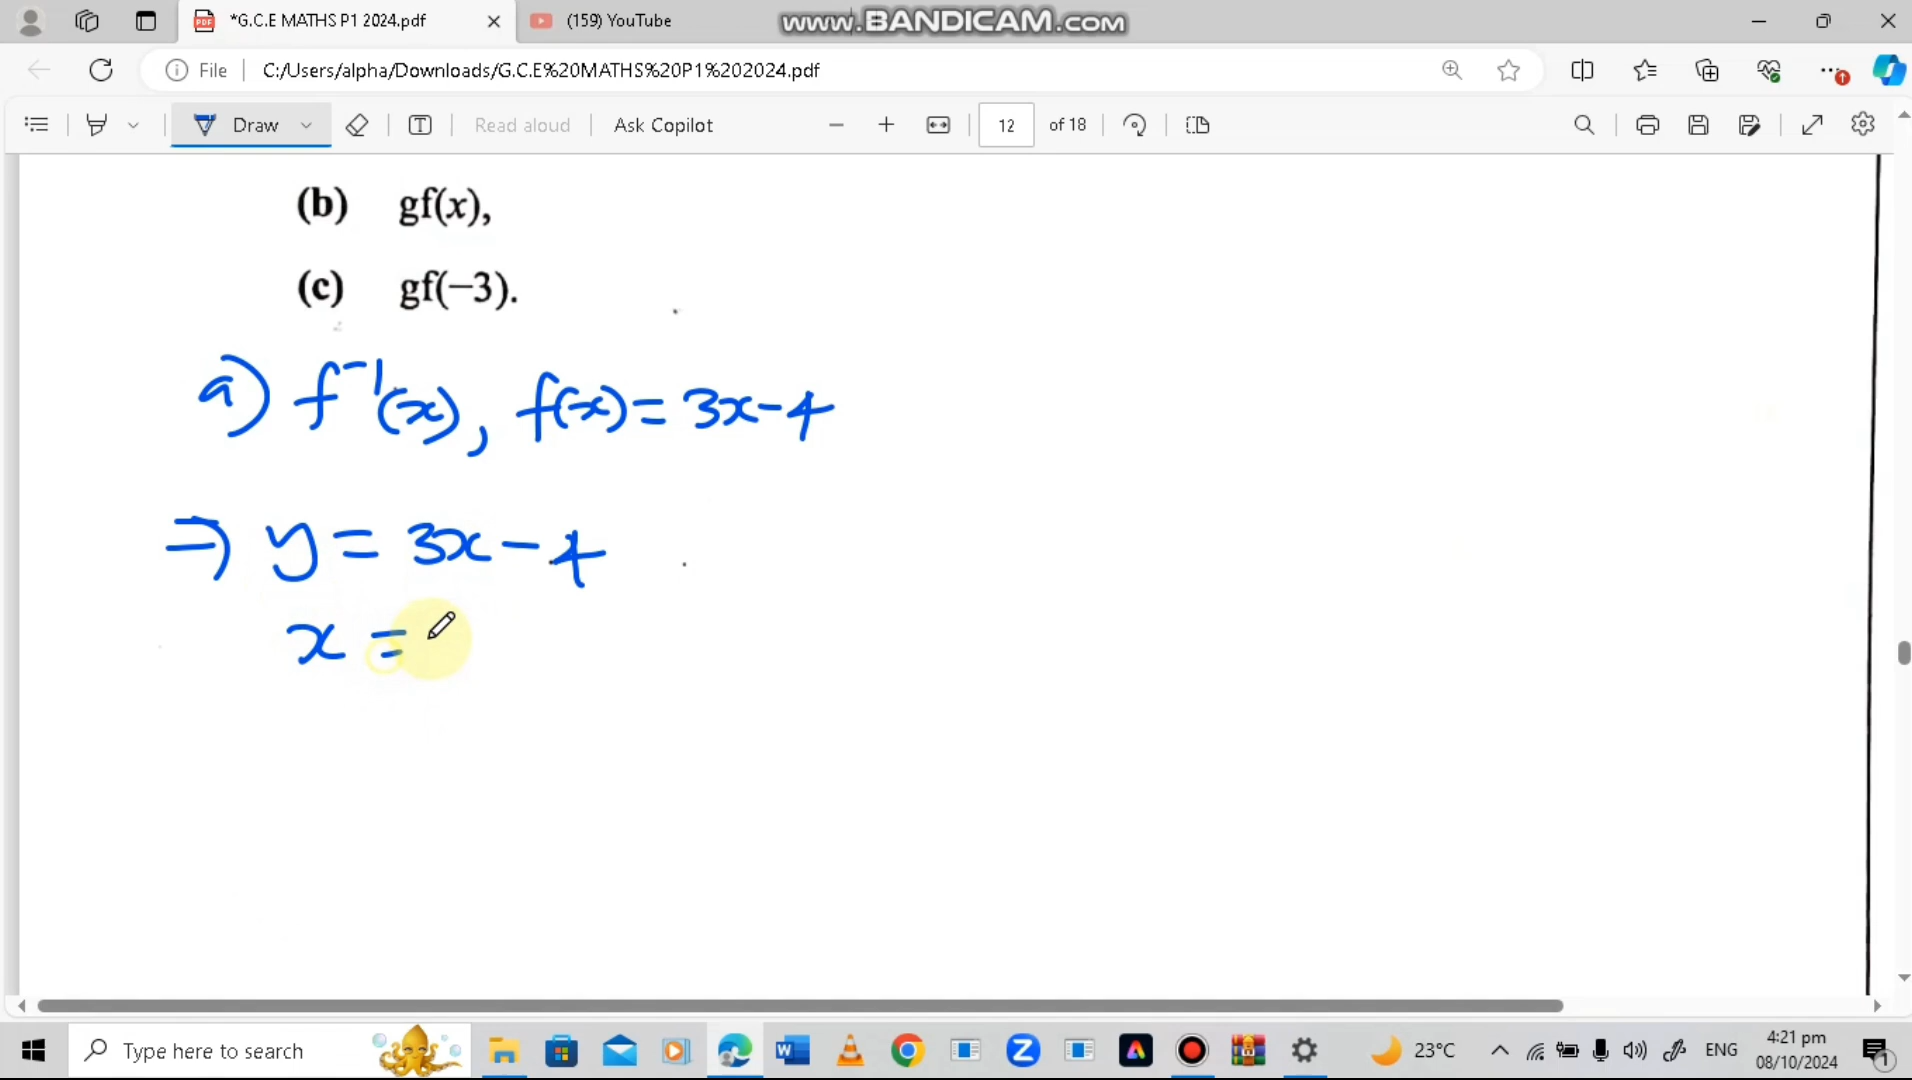 *G.C.E MATHS P1 2024.pdf
(159) YouTube
www.BANDICAM.com
File
C:/Users/alpha/Downloads/G.C.E%20MATHS%20P1%202024.pdf
Draw
Read aloud
Ask Copilot
12
of 18
(b) gf(x),
(c) gf(−3).
a) f⁻¹(x), f(x) = 3x − 4
⇒ y = 3x − 4
x =
Type here to search
23°C
ENG
4:21 pm
08/10/2024
1